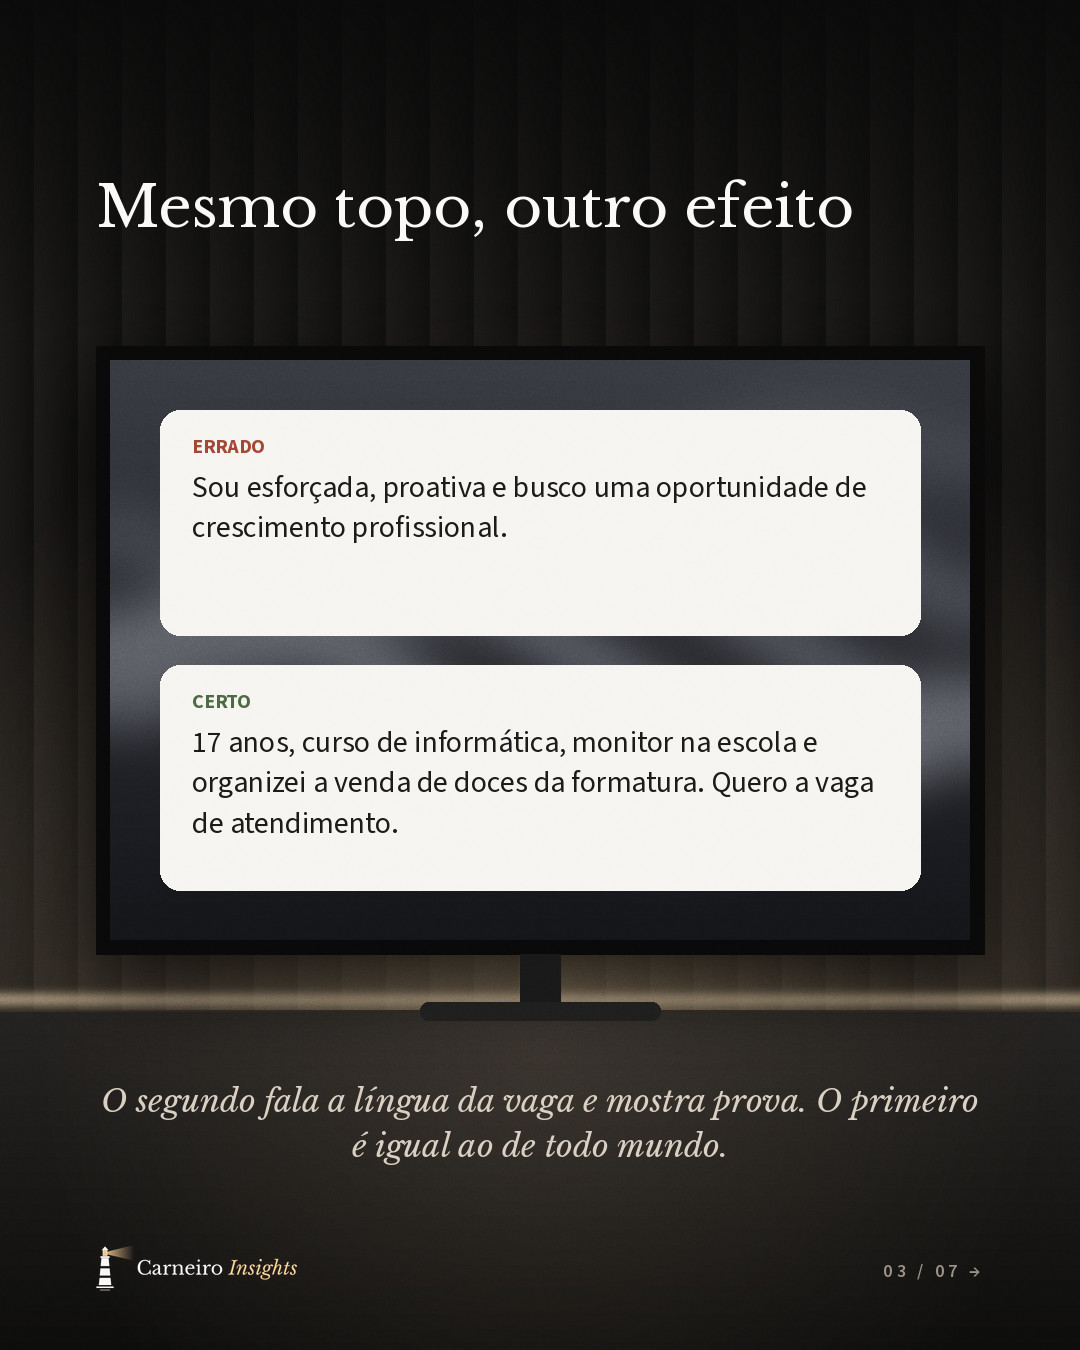 Mesmo topo, outro efeito
ERRADO
Sou esforçada, proativa e busco uma oportunidade de
crescimento profissional.
CERTO
17 anos, curso de informática, monitor na escola e
organizei a venda de doces da formatura. Quero a vaga
de atendimento.
O segundo fala a língua da vaga e mostra prova. O primeiro
é igual ao de todo mundo.
Carneiro Insights
03 / 07 →